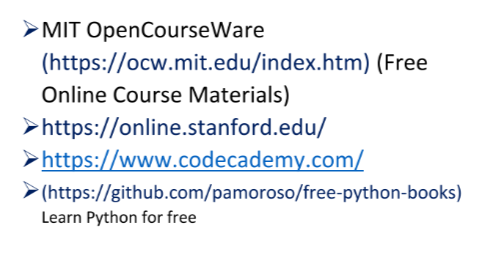 ➢MIT OpenCourseWare
(https://ocw.mit.edu/index.htm) (Free
Online Course Materials)
➢https://online.stanford.edu/
➢https://www.codecademy.com/
➢(https://github.com/pamoroso/free-python-books)
Learn Python for free